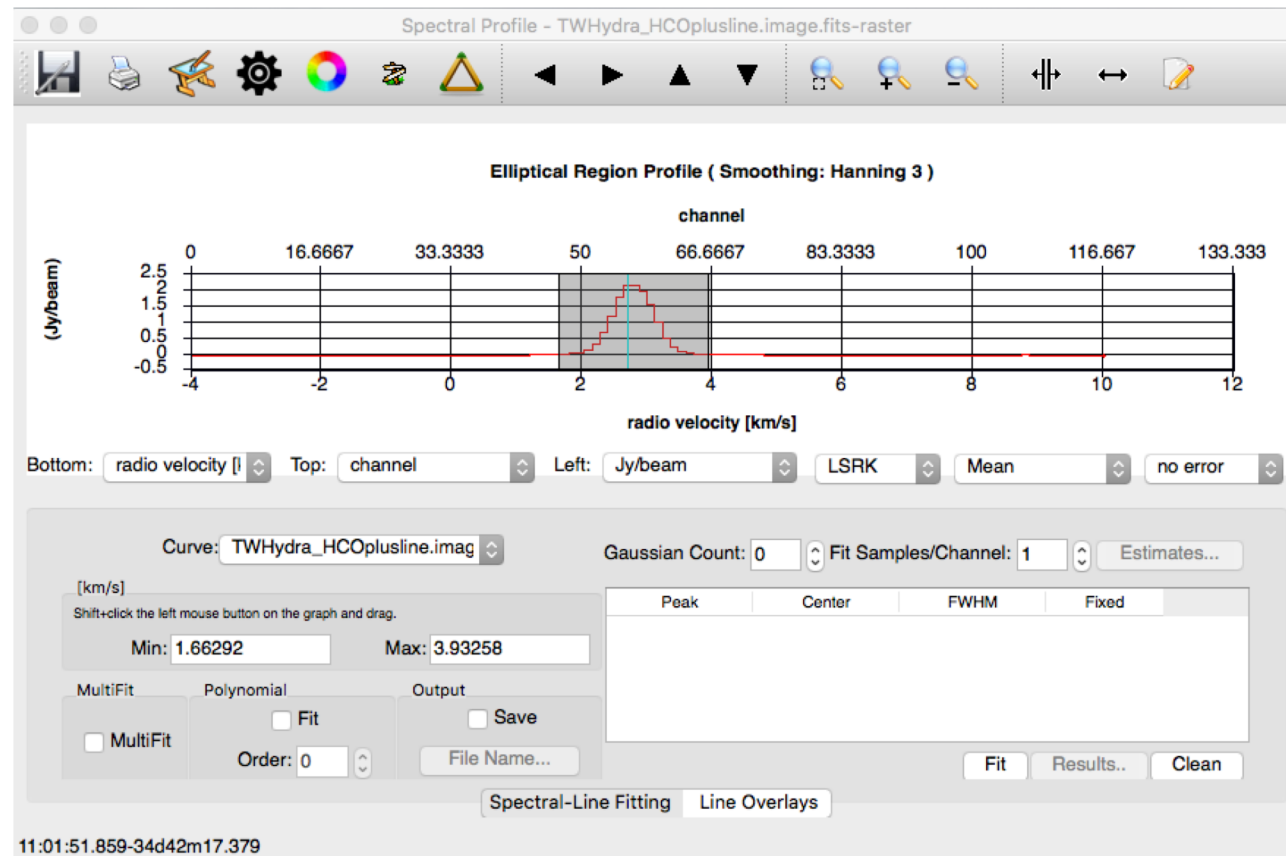 Spectral Profile - TWHydra_HCOplusline.image.fits-raster
Elliptical Region Profile ( Smoothing: Hanning 3 )
channel
0 16.6667 33.3333 50 66.6667 83.3333 100 116.667 133.333
(Jy/beam)
2.5
2
1.5
1
0.5
0
-0.5
-4 -2 0 2 4 6 8 10 12
radio velocity [km/s]
Bottom: radio velocity [ Top: channel Left: Jy/beam LSRK Mean no error
Curve: TWHydra_HCOplusline.imag Gaussian Count: 0 Fit Samples/Channel: 1 Estimates...
[km/s]
Shift+click the left mouse button on the graph and drag.
Min: 1.66292 Max: 3.93258
Peak Center FWHM Fixed
MultiFit Polynomial Output
MultiFit Fit Save
Order: 0 File Name...
Fit Results.. Clean
Spectral-Line Fitting Line Overlays
11:01:51.859-34d42m17.379